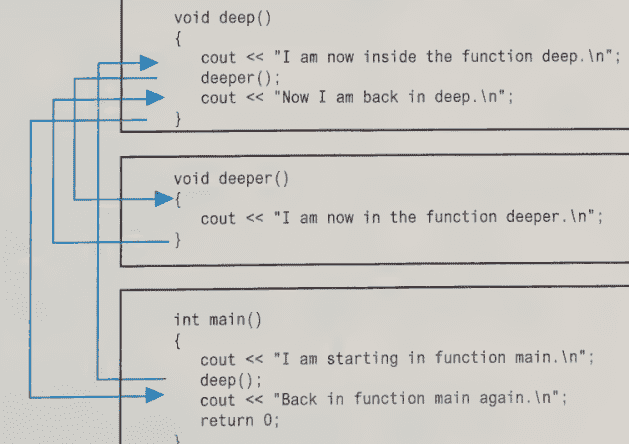 void deep()
{
cout << "I am now inside the function deep.\n";
deeper();
cout << "Now I am back in deep.\n";
}
void deeper()
{
cout << "I am now in the function deeper.\n";
}
int main()
{
cout << "I am starting in function main.\n";
deep();
cout << "Back in function main again.\n";
return 0;
}